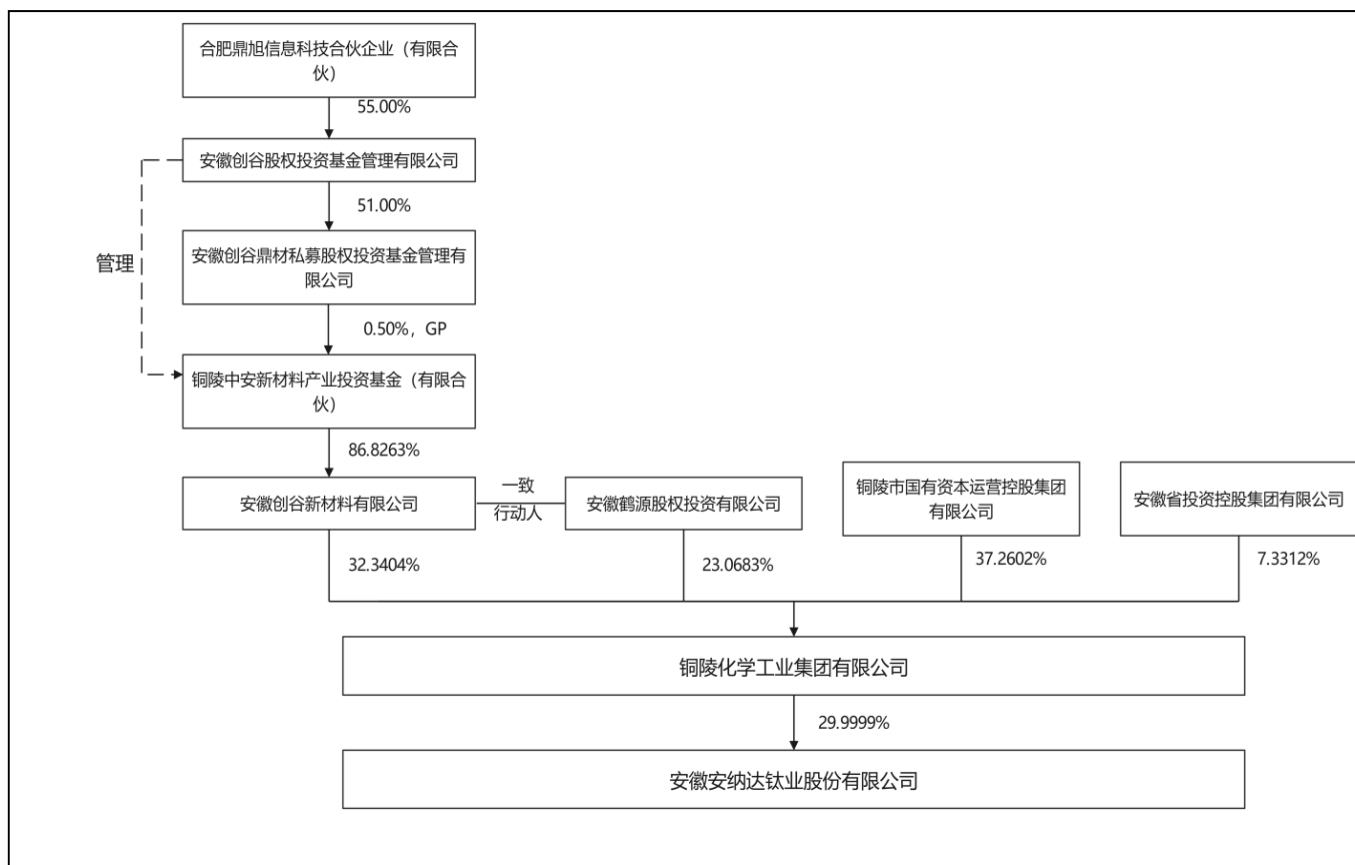 合肥鼎旭信息科技合伙企业（有限合
伙）
55.00%
安徽创谷股权投资基金管理有限公司
51.00%
管理
安徽创谷鼎材私募股权投资基金管理有
限公司
0.50%，GP
铜陵中安新材料产业投资基金（有限合
伙）
86.8263%
安徽创谷新材料有限公司
一致
行动人
安徽鹤源股权投资有限公司
铜陵市国有资本运营控股集团
有限公司
安徽省投资控股集团有限公司
32.3404%
23.0683%
37.2602%
7.3312%
铜陵化学工业集团有限公司
29.9999%
安徽安纳达钛业股份有限公司